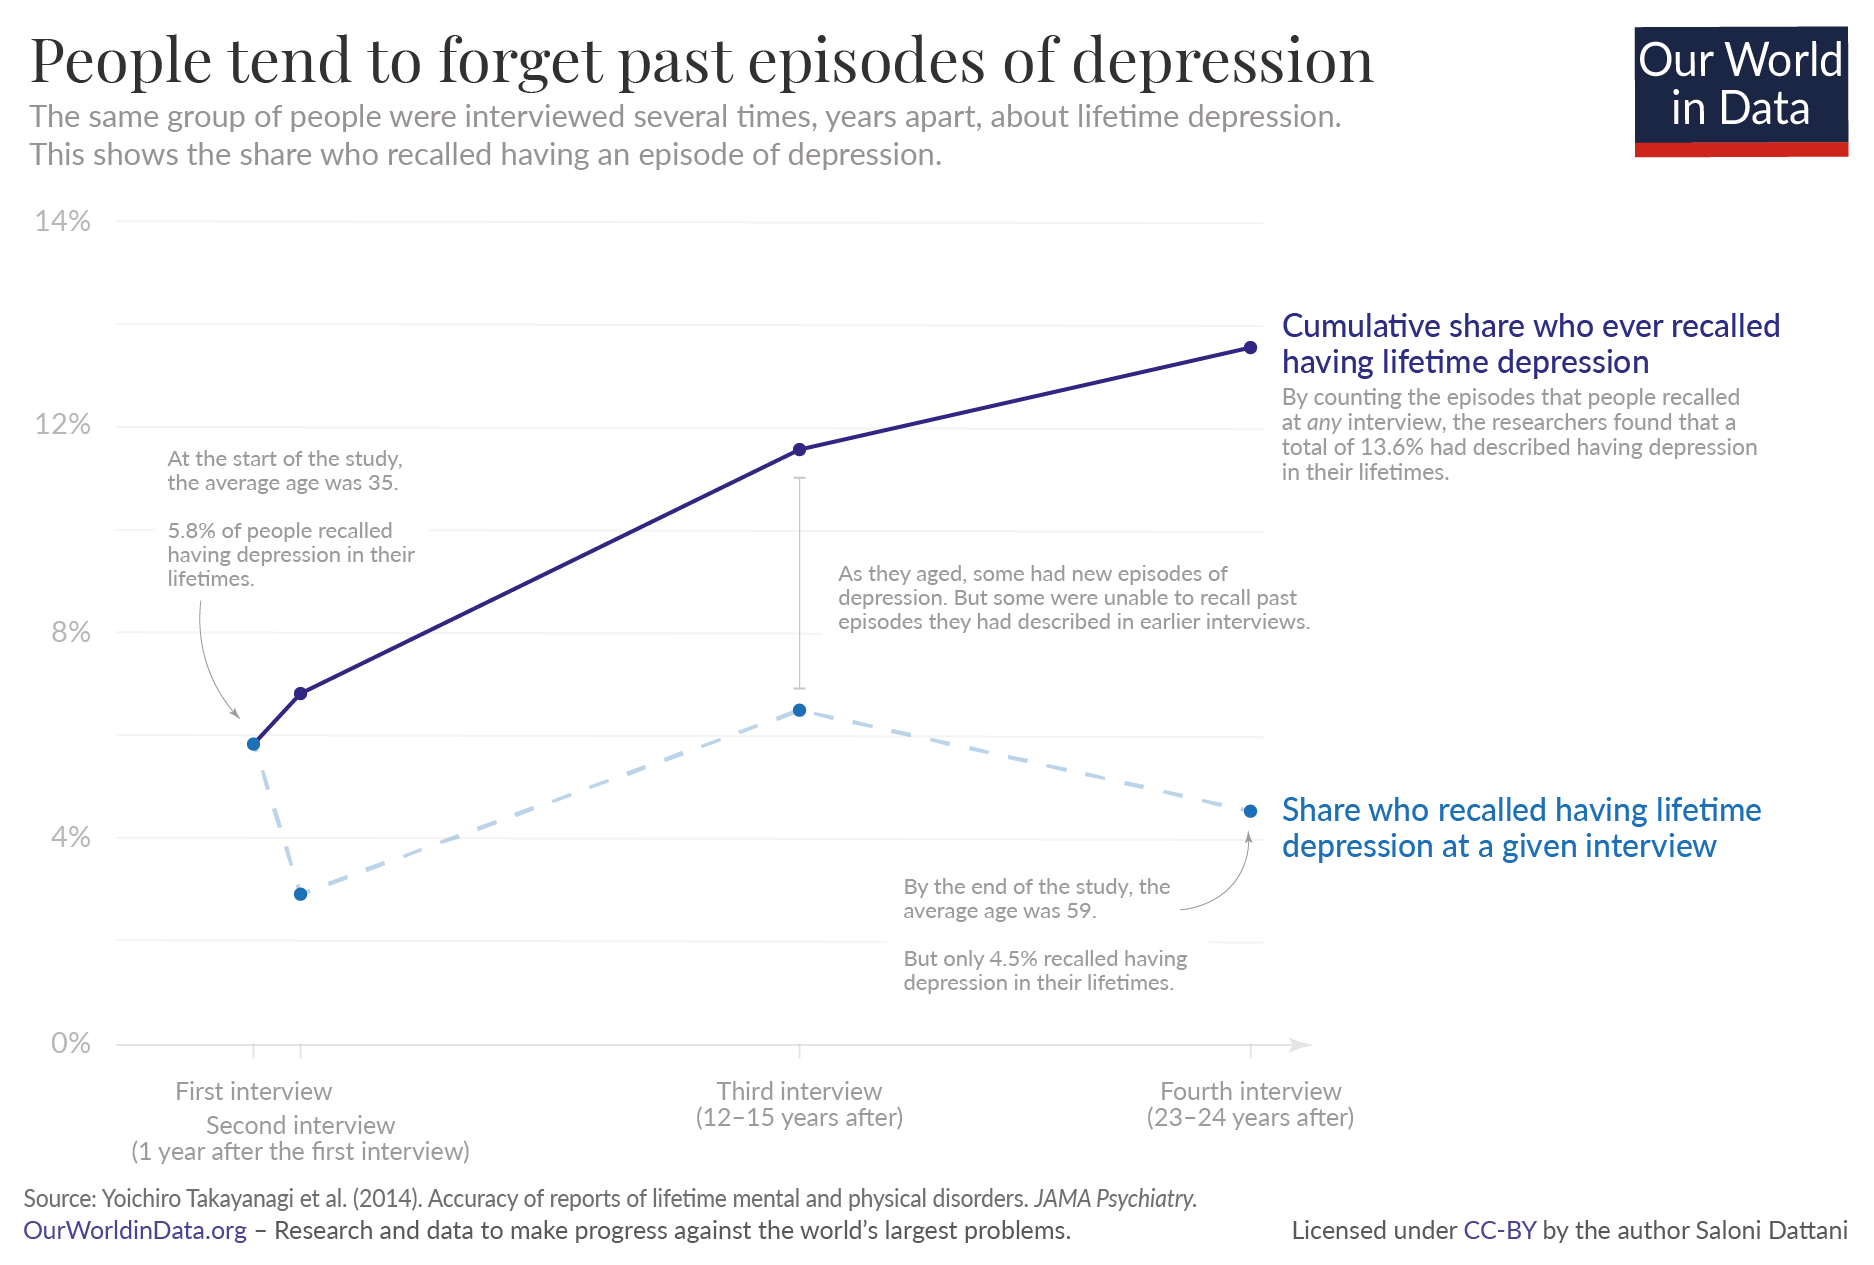 People tend to forget past episodes of depression
The same group of people were interviewed several times, years apart, about lifetime depression.
This shows the share who recalled having an episode of depression.
Our World
in Data
14%
12%
8%
4%
0%
At the start of the study,
the average age was 35.
5.8% of people recalled
having depression in their
lifetimes.
As they aged, some had new episodes of
depression. But some were unable to recall past
episodes they had described in earlier interviews.
Cumulative share who ever recalled
having lifetime depression
By counting the episodes that people recalled
at any interview, the researchers found that a
total of 13.6% had described having depression
in their lifetimes.
Share who recalled having lifetime
depression at a given interview
By the end of the study, the
average age was 59.
But only 4.5% recalled having
depression in their lifetimes.
First interview
Second interview
(1 year after the first interview)
Third interview
(12–15 years after)
Fourth interview
(23–24 years after)
Source: Yoichiro Takayanagi et al. (2014). Accuracy of reports of lifetime mental and physical disorders. JAMA Psychiatry.
OurWorldinData.org – Research and data to make progress against the world's largest problems.
Licensed under CC-BY by the author Saloni Dattani